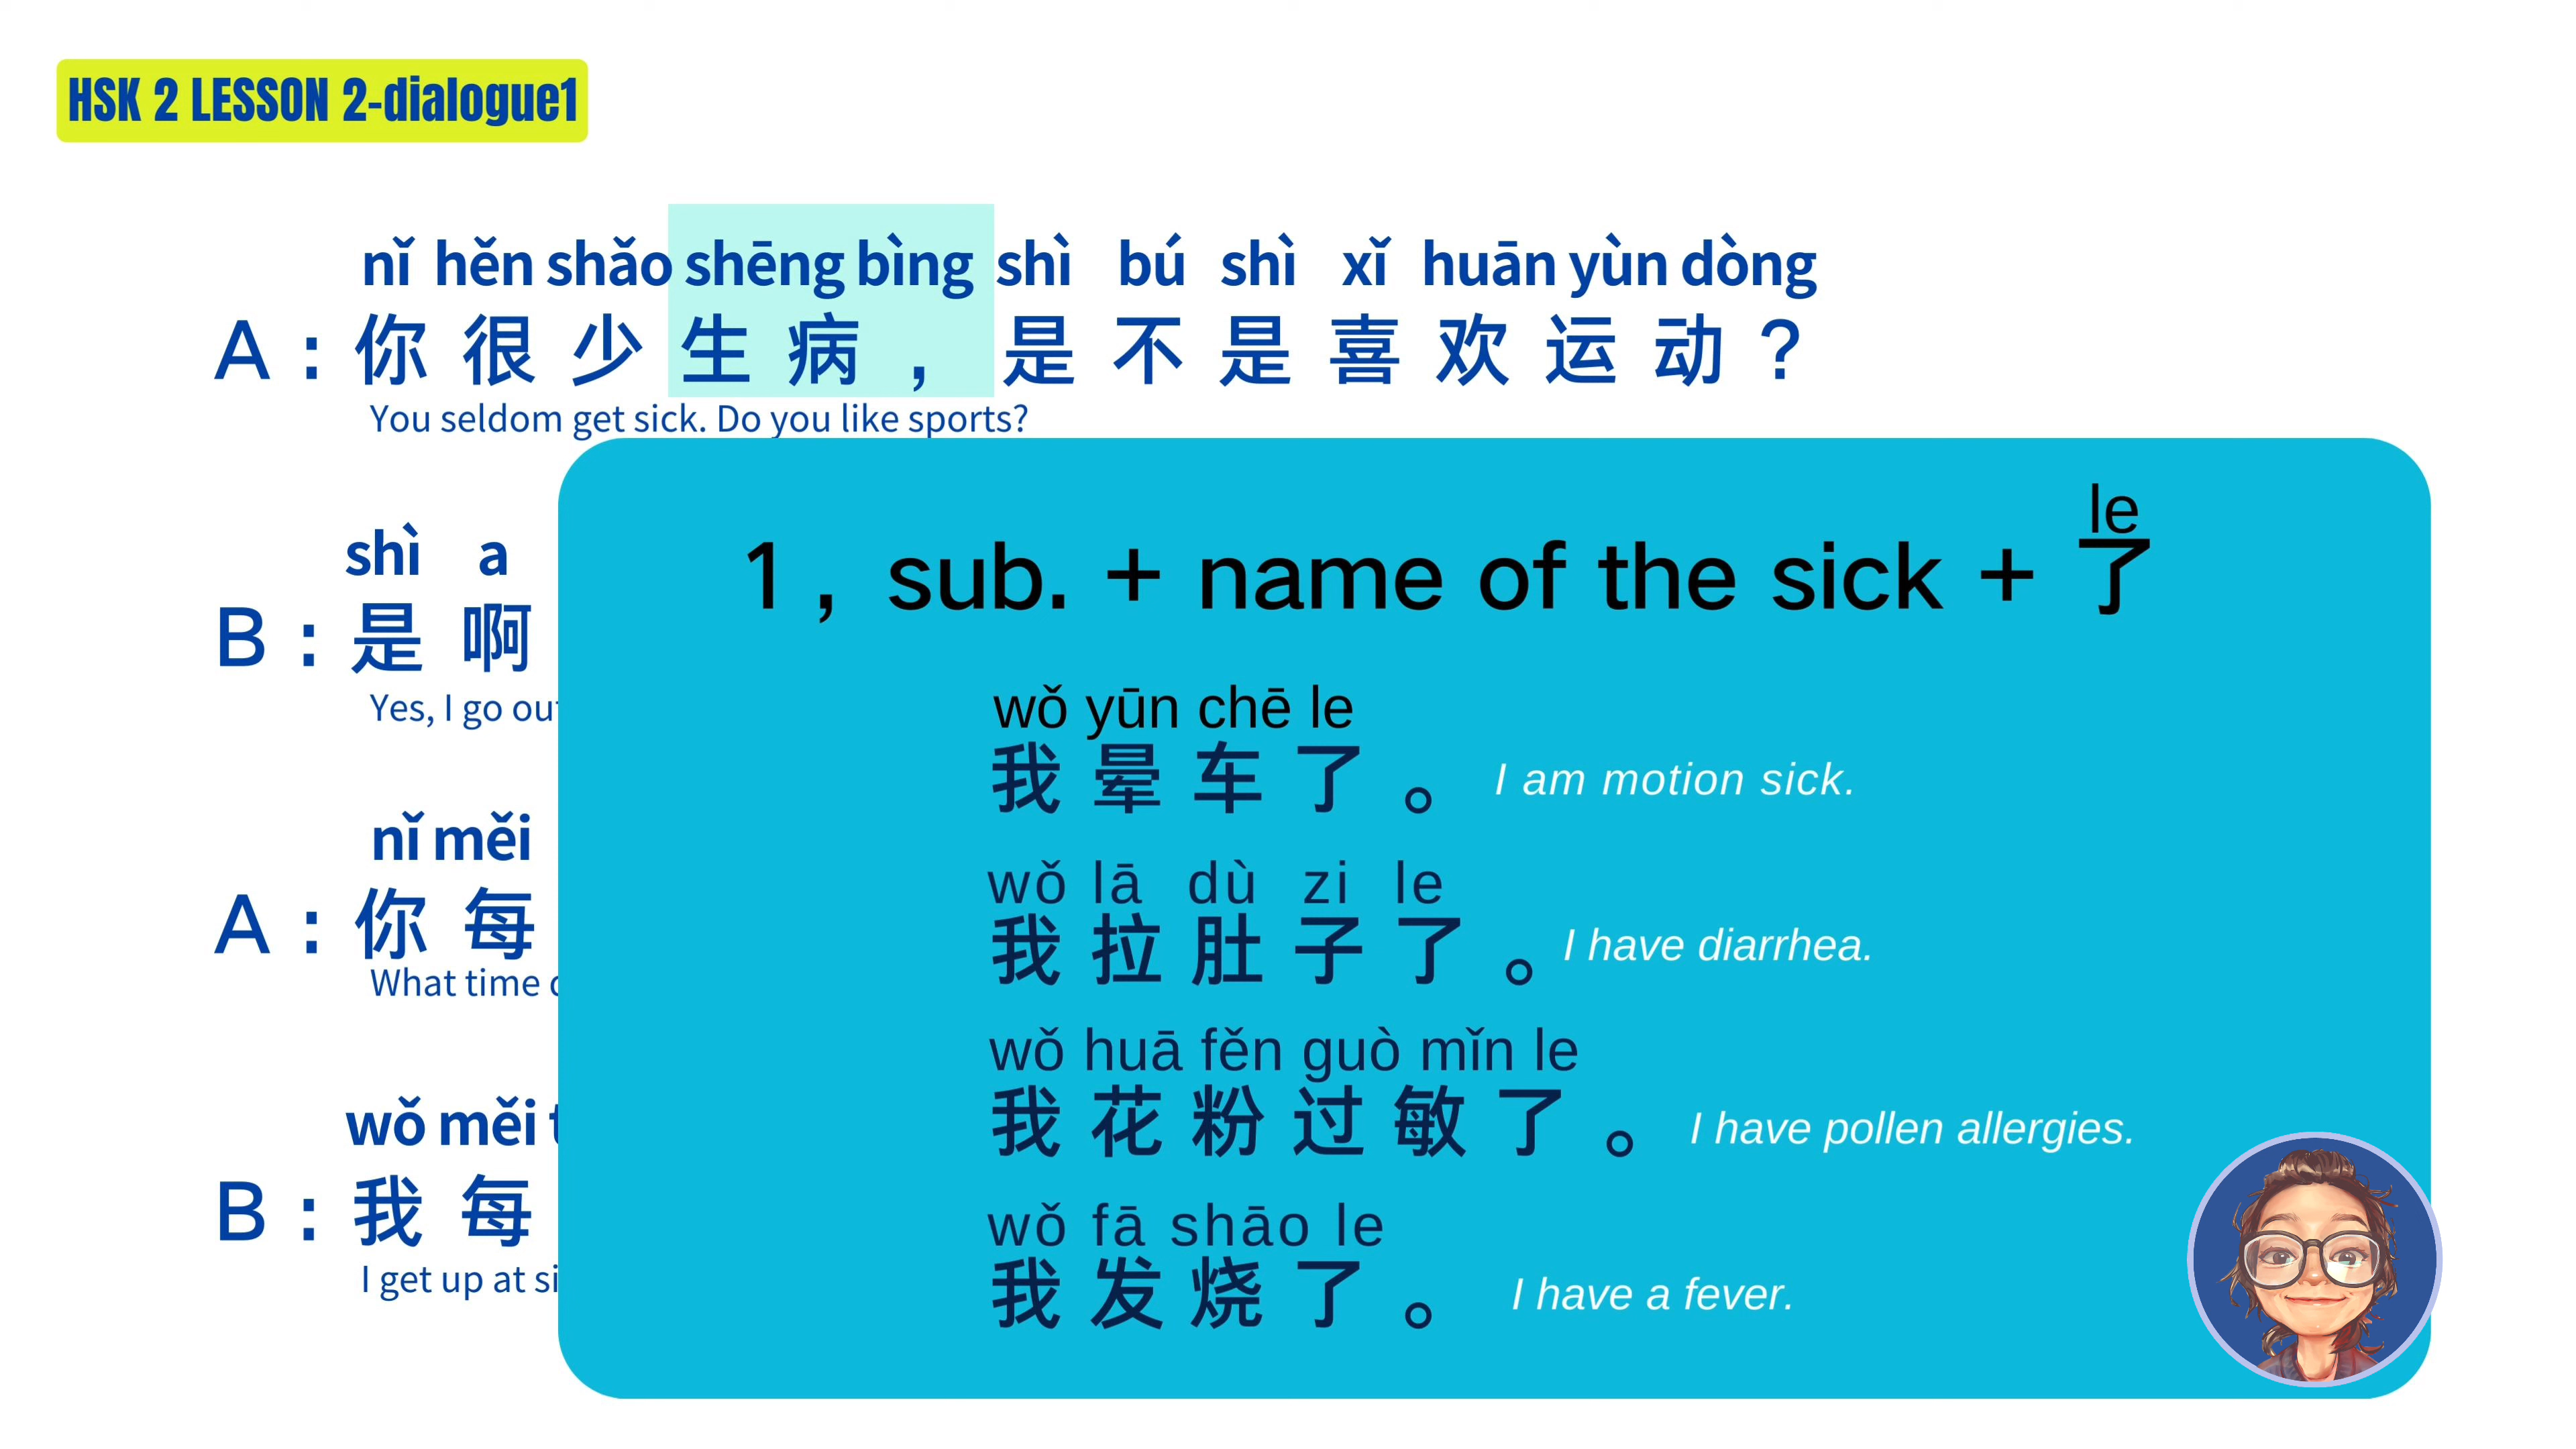 HSK 2 LESSON 2-dialogue1
nǐ hěn shǎo shēng bìng shì bú shì xǐ huān yùn dòng
A：你很少生病，是不是喜欢运动？
You seldom get sick. Do you like sports?
shì a
B：是啊
Yes, I go
nǐ měi
A：你每
What time
wǒ měi
B：我每
I get up at
le
1，sub. + name of the sick + 了
wǒ yūn chē le
我晕车了。 I am motion sick.
wǒ lā dù zi le
我拉肚子了。 I have diarrhea.
wǒ huā fěn guò mǐn le
我花粉过敏了。 I have pollen allergies.
wǒ fā shāo le
我发烧了。 I have a fever.